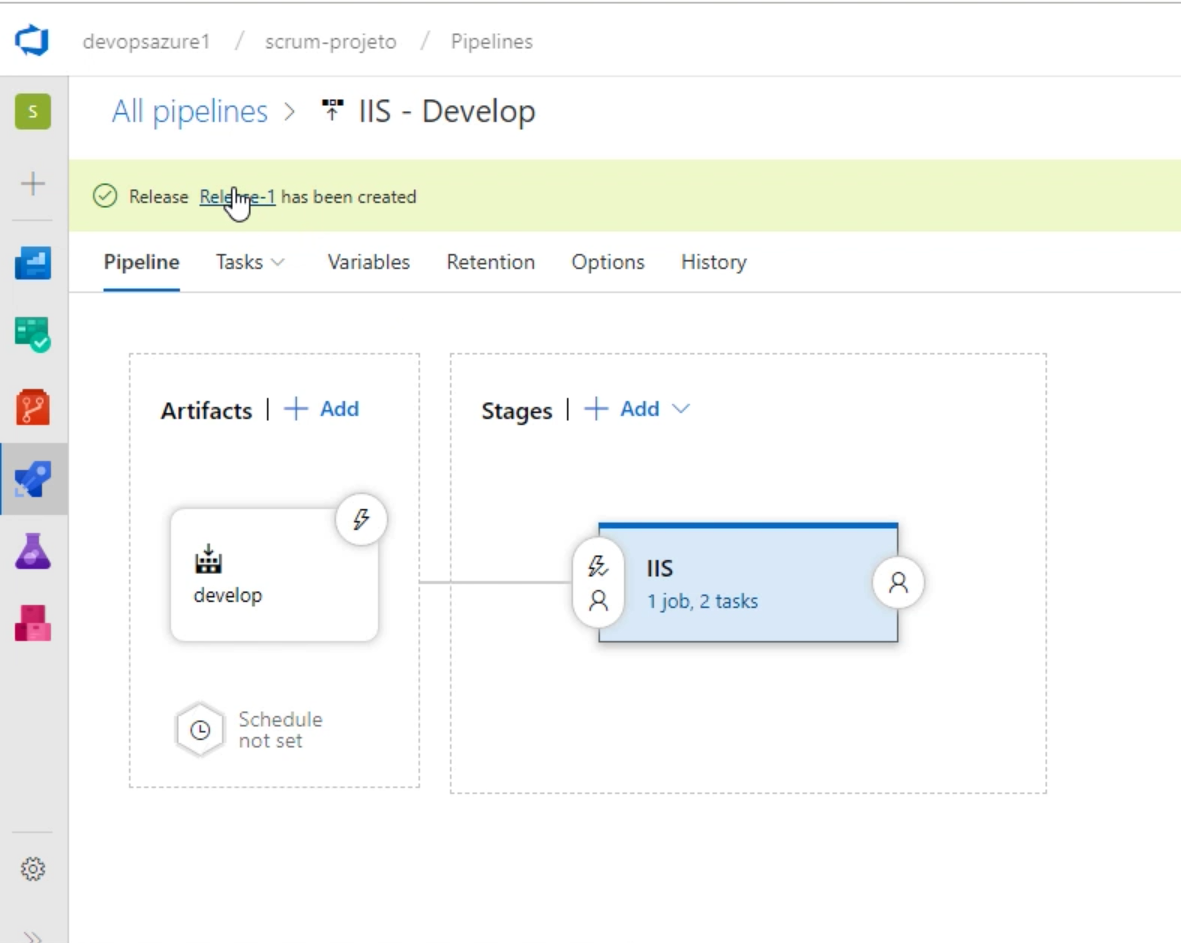 devopsazure1 / scrum-projeto / Pipelines
S
All pipelines > IIS - Develop
Release Release-1 has been created
Pipeline Tasks Variables Retention Options History
Artifacts | + Add
Stages | + Add
develop
IIS
1 job, 2 tasks
Schedule
not set